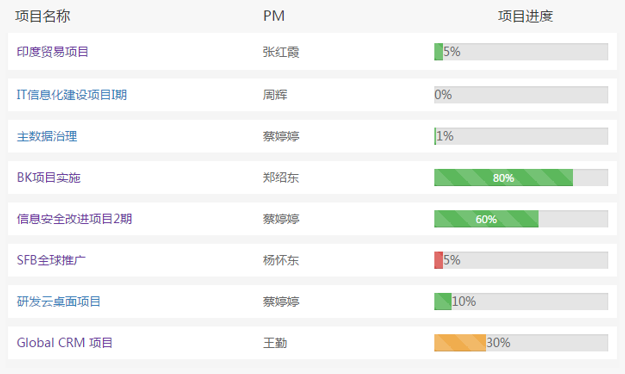 项目名称 PM 项目进度
印度贸易项目 张红霞 5%
IT信息化建设项目I期 周辉 0%
主数据治理 蔡婷婷 1%
BK项目实施 郑绍东 80%
信息安全改进项目2期 蔡婷婷 60%
SFB全球推广 杨怀东 5%
研发云桌面项目 蔡婷婷 10%
Global CRM 项目 王勤 30%